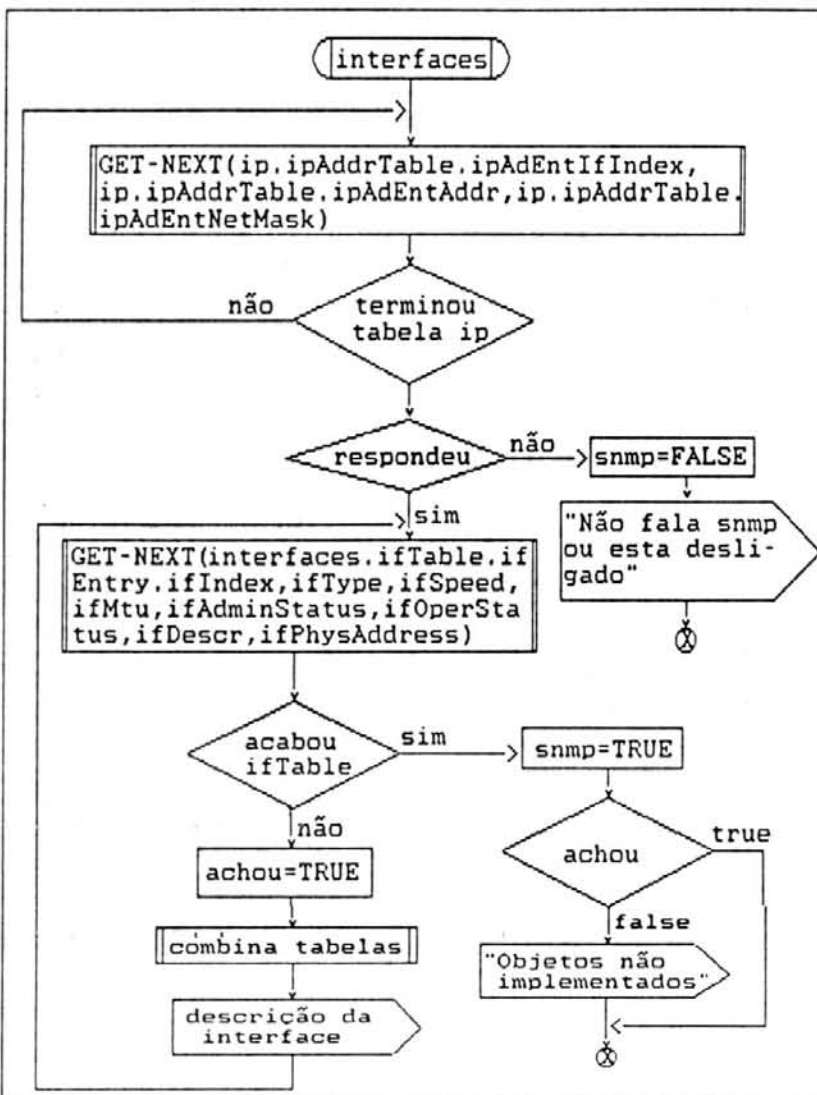 interfaces
GET-NEXT(ip.ipAddrTable.ipAdEntIfIndex,
ip.ipAddrTable.ipAdEntAddr,ip.ipAddrTable.
ipAdEntNetMask)
não
terminou
tabela ip
respondeu
não
snmp=FALSE
sim
"Não fala snmp
ou esta desli-
gado"
GET-NEXT(interfaces.ifTable.if
Entry.ifIndex,ifType,ifSpeed,
ifMtu,ifAdminStatus,ifOperSta
tus,ifDescr,ifPhysAddress)
X
acabou
ifTable
sim
snmp=TRUE
não
achou
true
achou=TRUE
false
combina tabelas
"Objetos não
implementados"
descrição da
interface
X